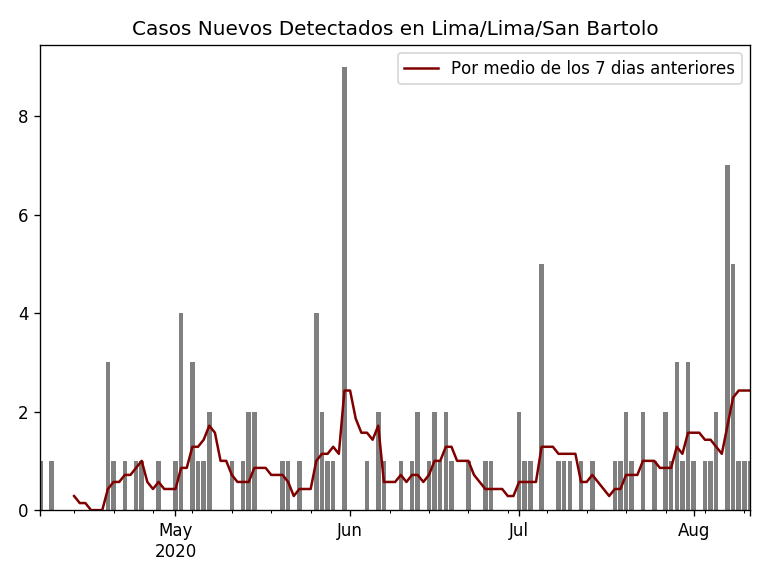 Casos Nuevos Detectados en Lima/Lima/San Bartolo
Por medio de los 7 dias anteriores
8
6
4
2
0
May
2020
Jun
Jul
Aug